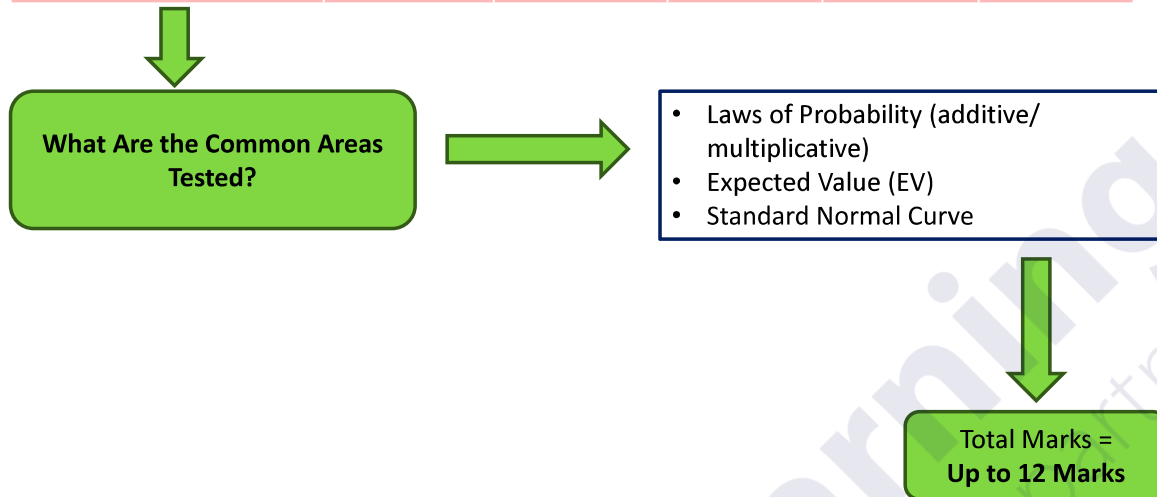 What Are the Common Areas
Tested?
• Laws of Probability (additive/
multiplicative)
• Expected Value (EV)
• Standard Normal Curve
Total Marks =
Up to 12 Marks